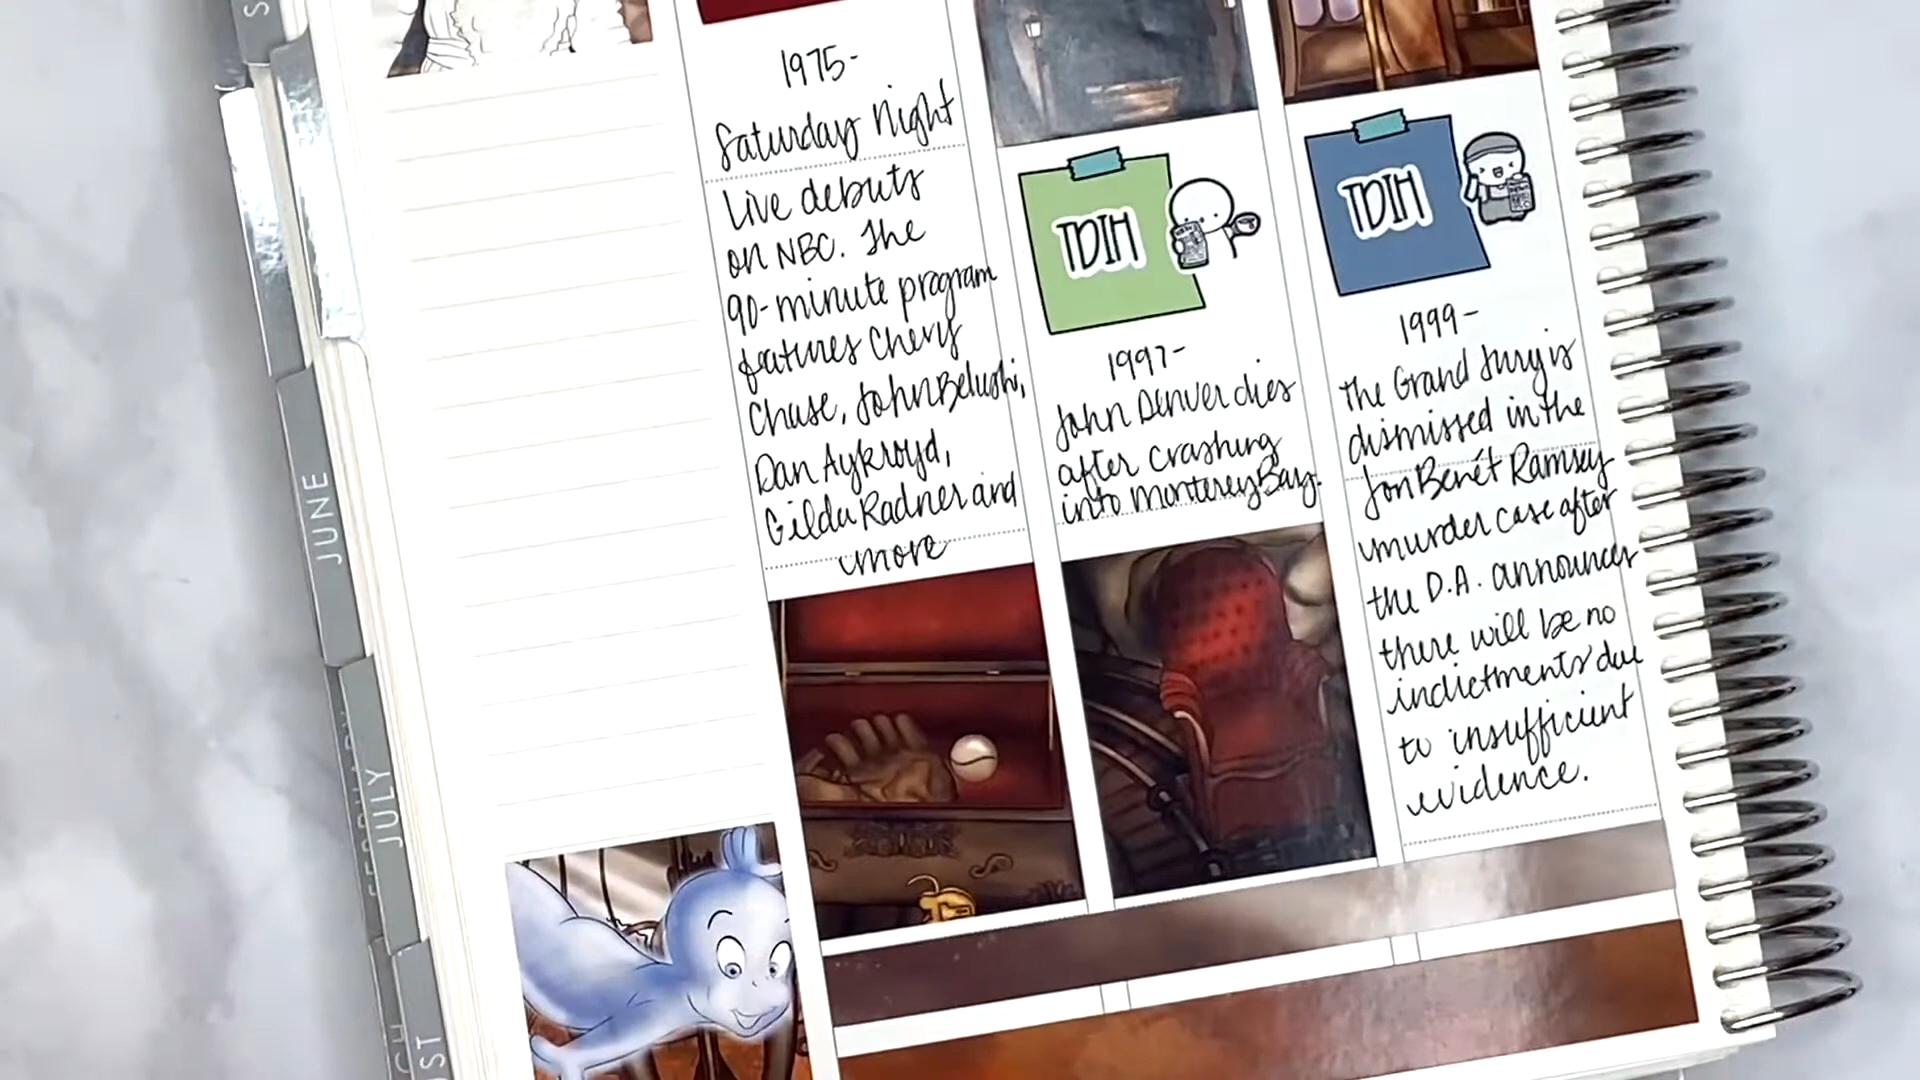 JUNE
JULY
1975-
Saturday Night
Live debuts
on NBC. The
90-minute program
features Chevy
Chase, John Belushi,
Dan Aykroyd,
Gilda Radner and
more
TDIH
1997-
John Denver dies
after crashing
into Monterey Bay.
TDIH
1999-
The Grand Jury is
dismissed in the
Jon Benét Ramsey
murder case after
the D.A. announces
there will be no
indictments due
to insufficient
evidence.